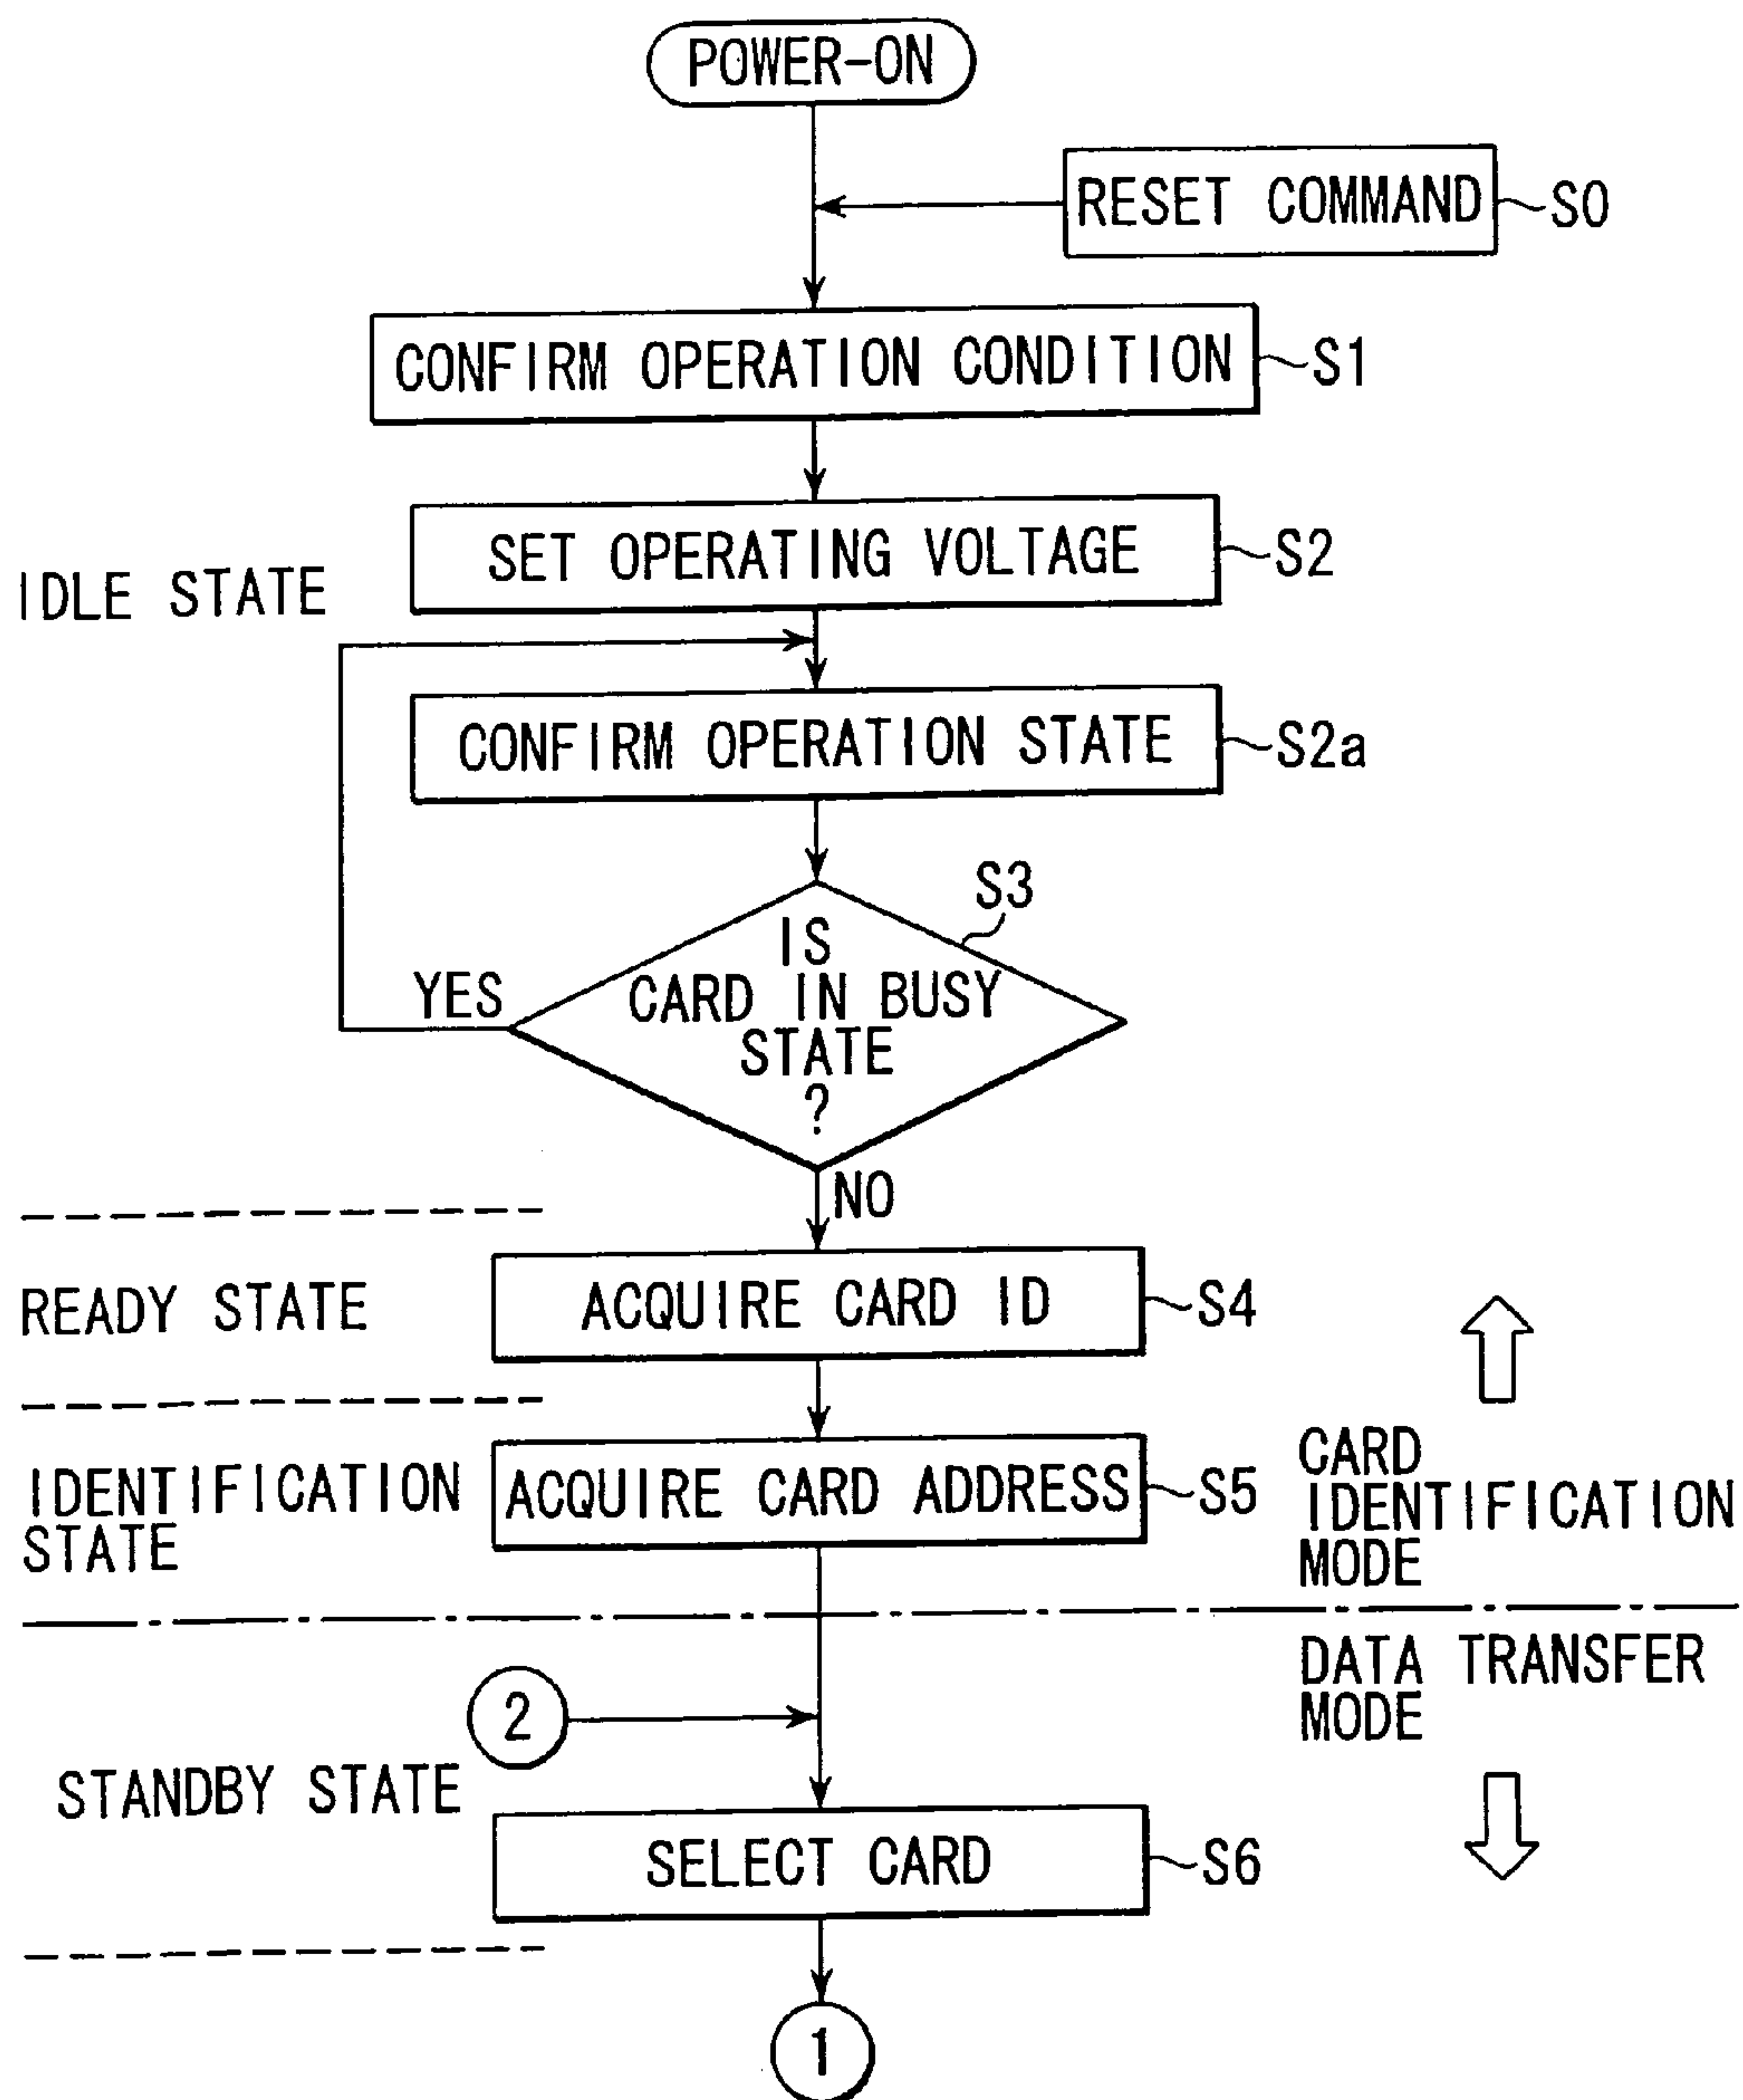 POWER-ON
RESET COMMAND
S0
CONFIRM OPERATION CONDITION
S1
SET OPERATING VOLTAGE
S2
IDLE STATE
CONFIRM OPERATION STATE
S2a
S3
IS
CARD IN BUSY
STATE
?
YES
NO
READY STATE
ACQUIRE CARD ID
S4
IDENTIFICATION
STATE
ACQUIRE CARD ADDRESS
S5
CARD
IDENTIFICATION
MODE
DATA TRANSFER
MODE
2
STANDBY STATE
SELECT CARD
S6
1